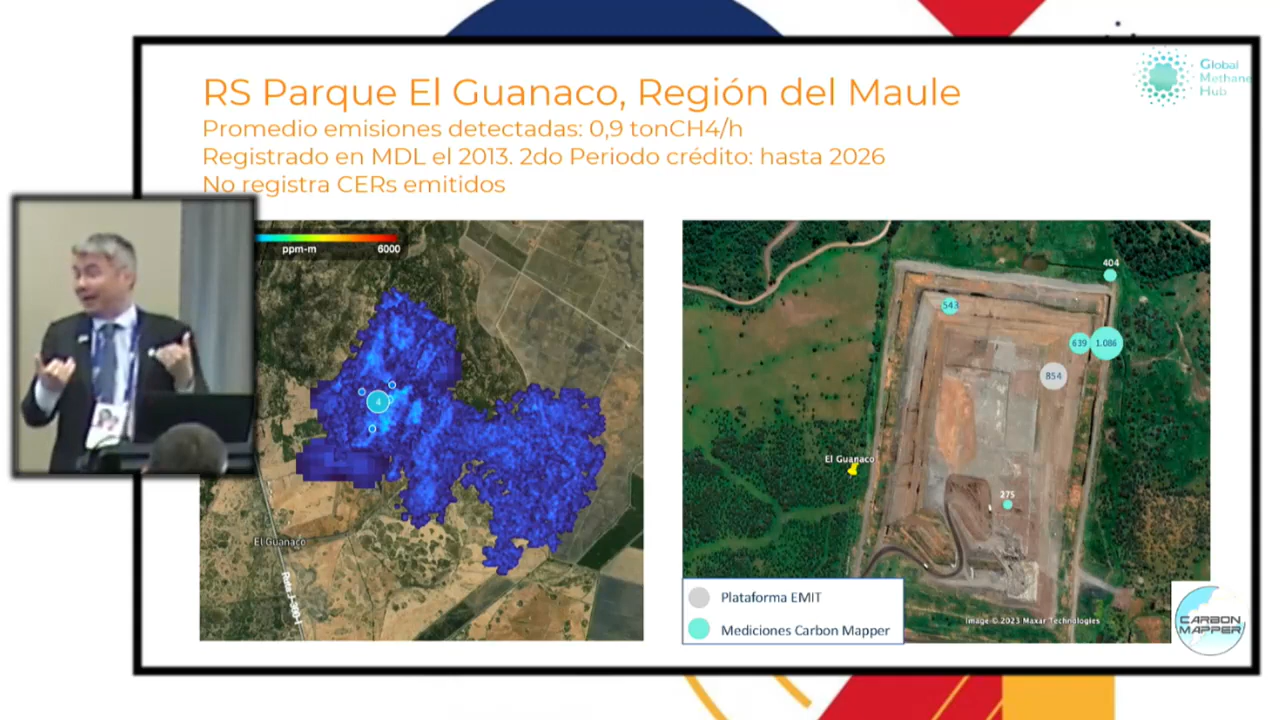 Global
Methane
Hub
RS Parque El Guanaco, Región del Maule
Promedio emisiones detectadas: 0,9 tonCH4/h
Registrado en MDL el 2013. 2do Periodo crédito: hasta 2026
No registra CERs emitidos
ppm-m
6000
4
El Guanaco
404
543
639
1.086
854
El Guanaco
275
Plataforma EMIT
Mediciones Carbon Mapper
Image © 2023 Maxar Technologies
CARBON
MAPPER